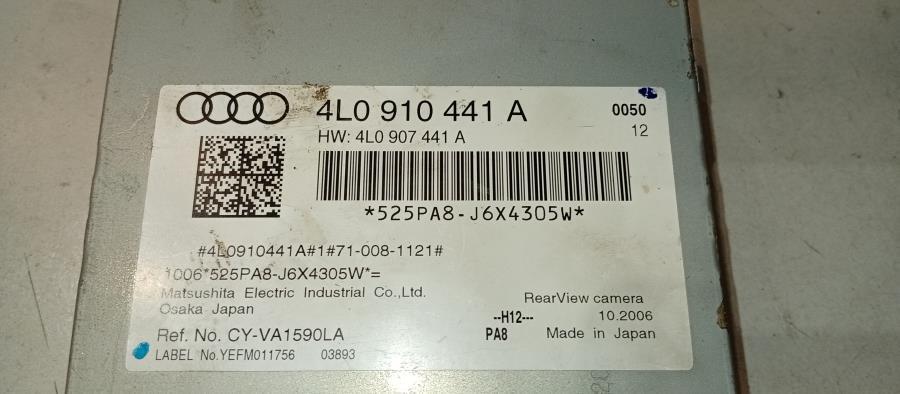 4L0 910 441 A 0050
HW: 4L0 907 441 A 12
*525PA8-J6X4305W*
#4L0910441A#1#71-008-1121#
1006*525PA8-J6X4305W*=
Matsushita Electric Industrial Co.,Ltd.
Osaka Japan
RearView camera
--H12--- 10.2006
Ref. No. CY-VA1590LA PA8 Made in Japan
LABEL No.YEFM011756 03893